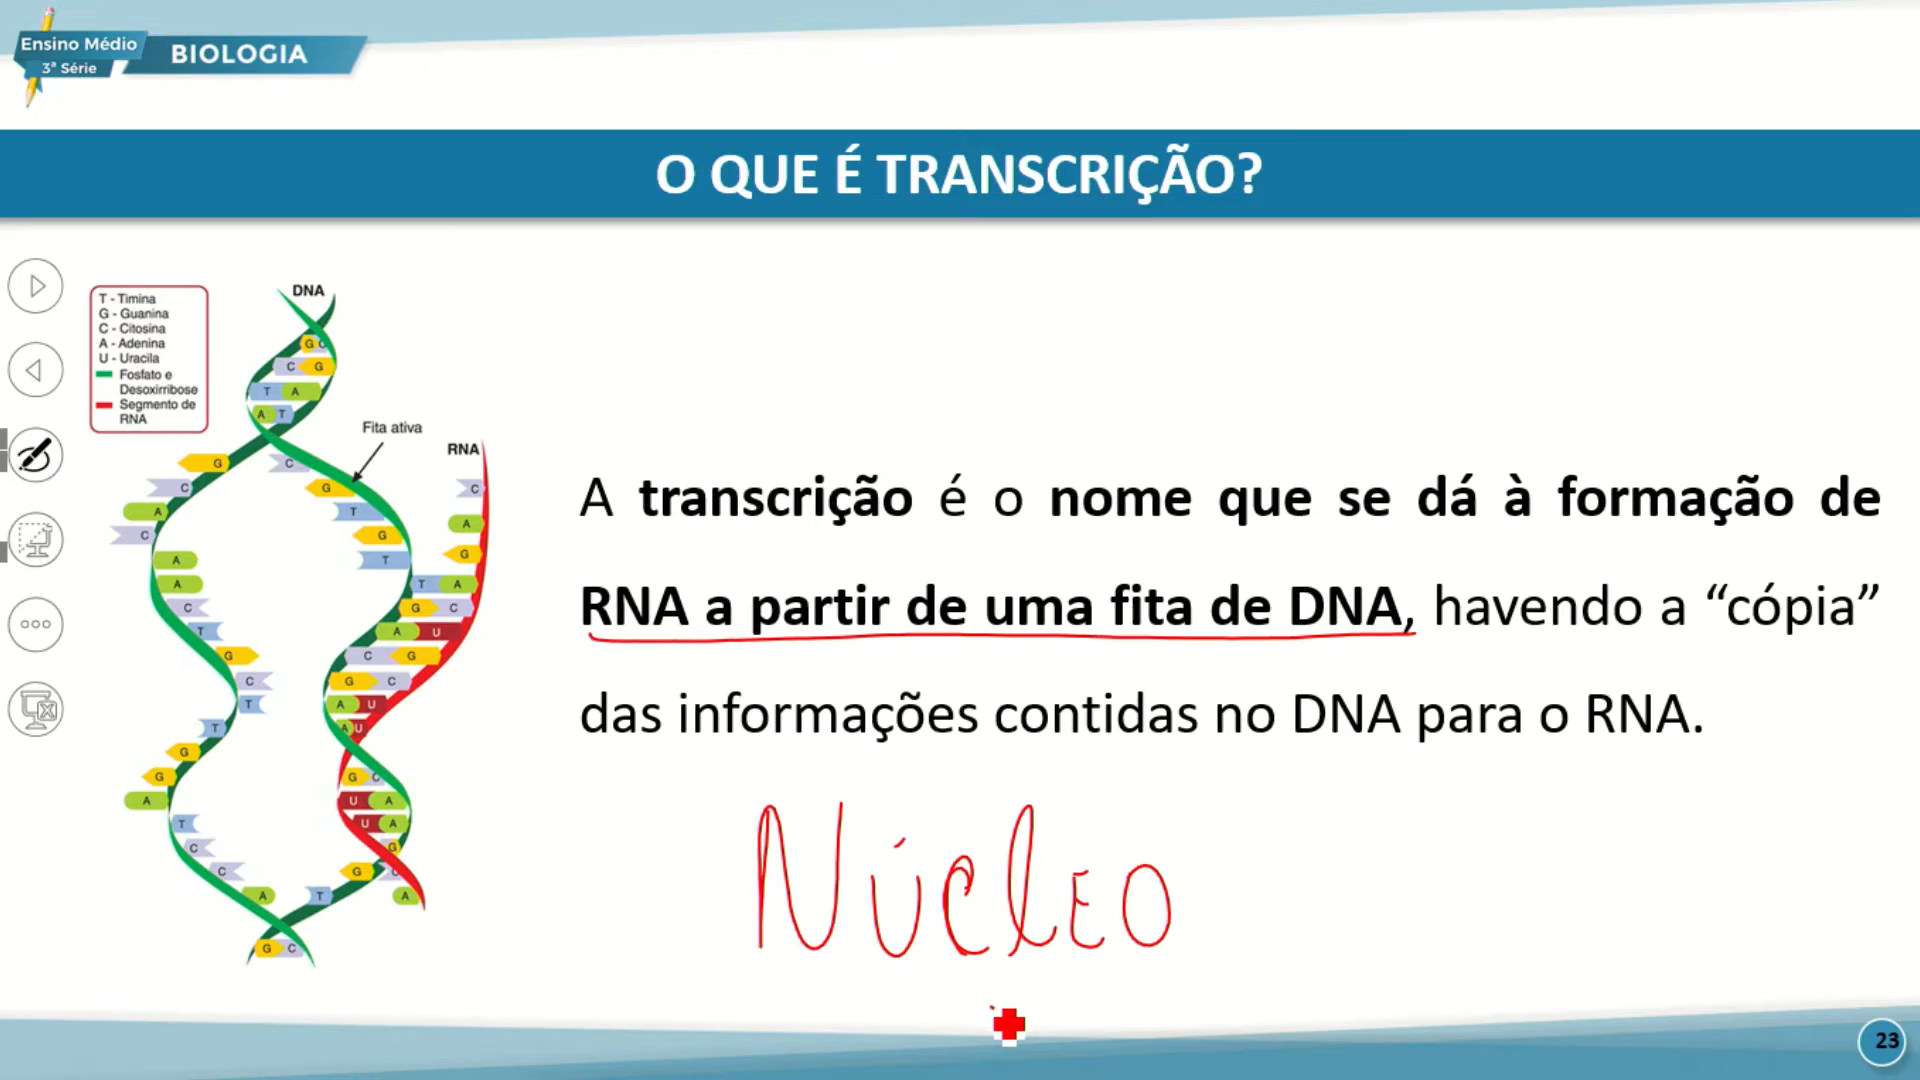 Ensino Médio
3ª Série
BIOLOGIA
O QUE É TRANSCRIÇÃO?
T - Timina
G - Guanina
C - Citosina
A - Adenina
U - Uracila
Fosfato e
Desoxirribose
Segmento de
RNA
DNA
G C
C G
T A
A T
Fita ativa
RNA
G
C
C
G
C
A
T
A
C
G
G
A
T
T A
A
C
G C
T
A U
G
C G
C
G C
T
A U
T
A U
G
G
G C
A
U A
T
U A
C
G
C
G C
A
T
A
G C
A transcrição é o nome que se dá à formação de
RNA a partir de uma fita de DNA, havendo a “cópia”
das informações contidas no DNA para o RNA.
NÚCLEO
23